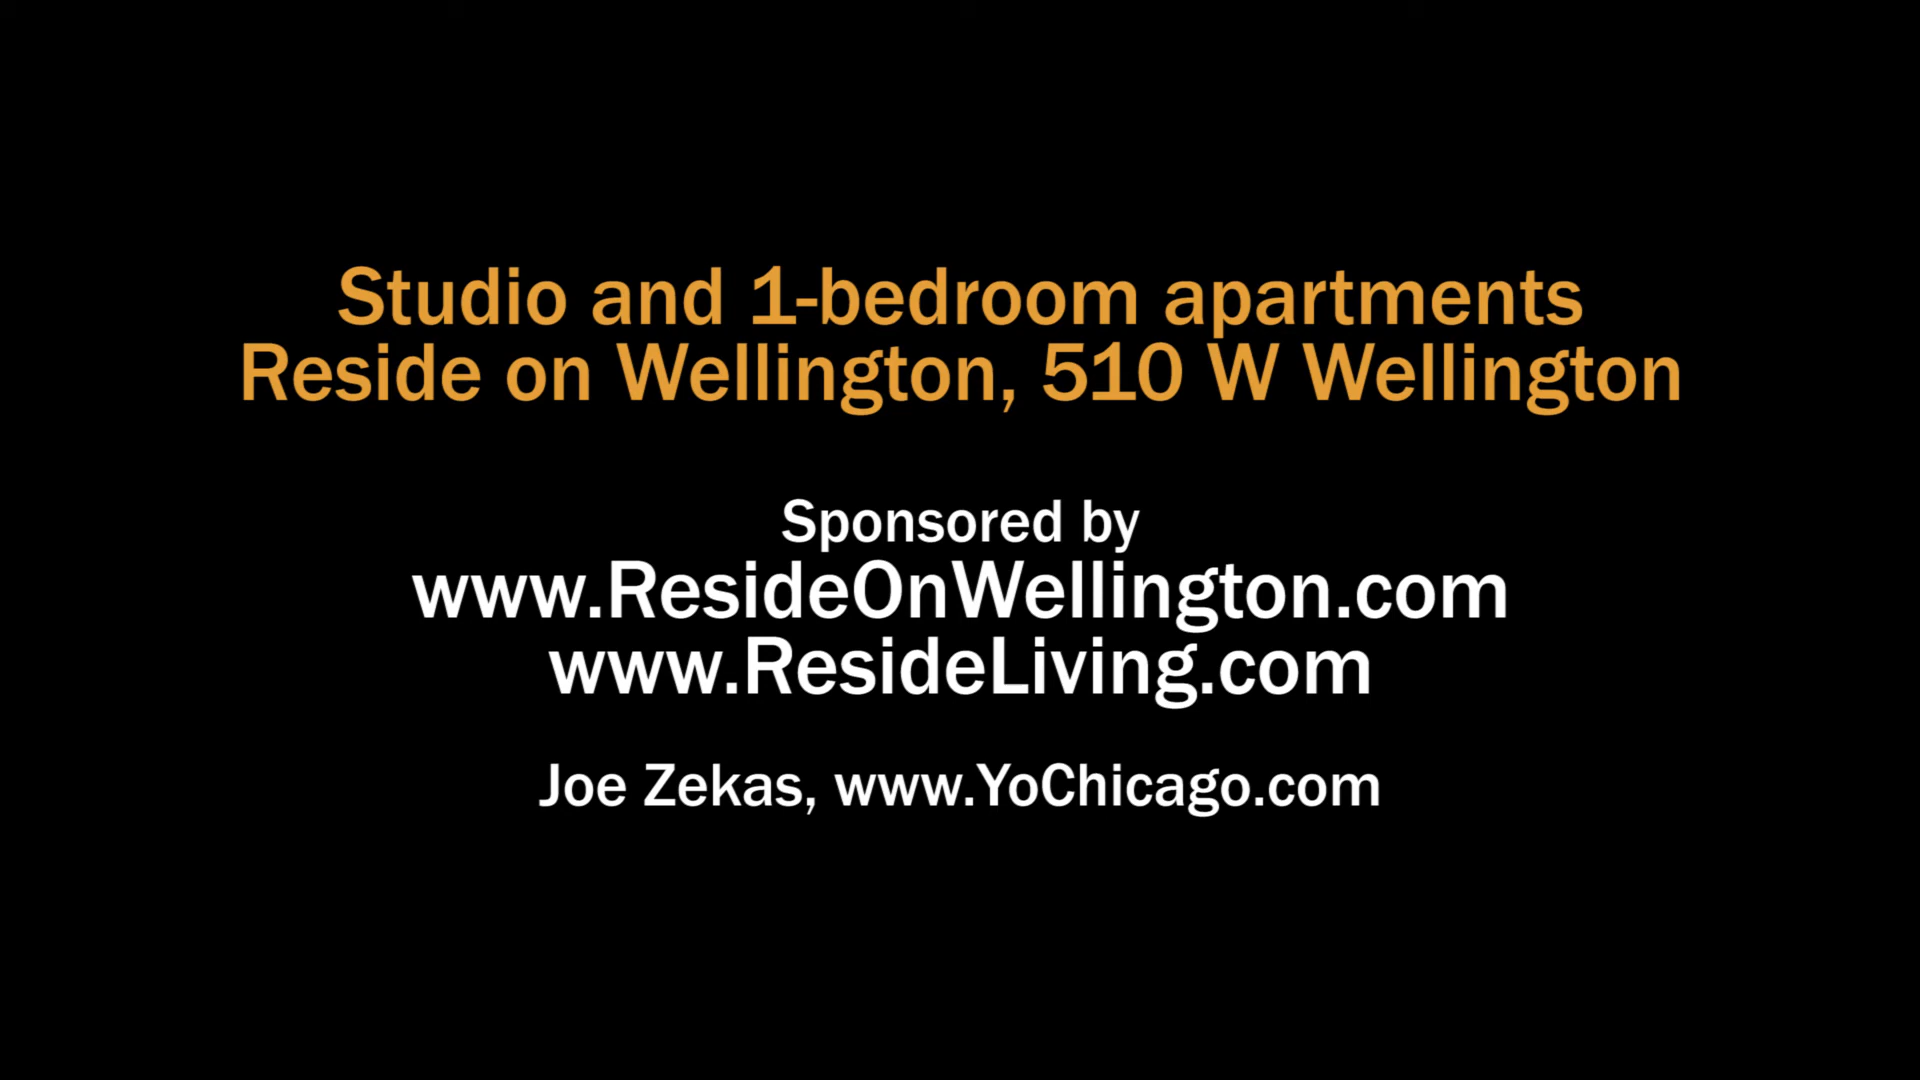 Studio and 1-bedroom apartments
Reside on Wellington, 510 W Wellington
Sponsored by
www.ResideOnWellington.com
www.ResideLiving.com
Joe Zekas, www.YoChicago.com